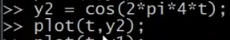 >> y2 = cos(2*pi*4*t);
>> plot(t,y2);